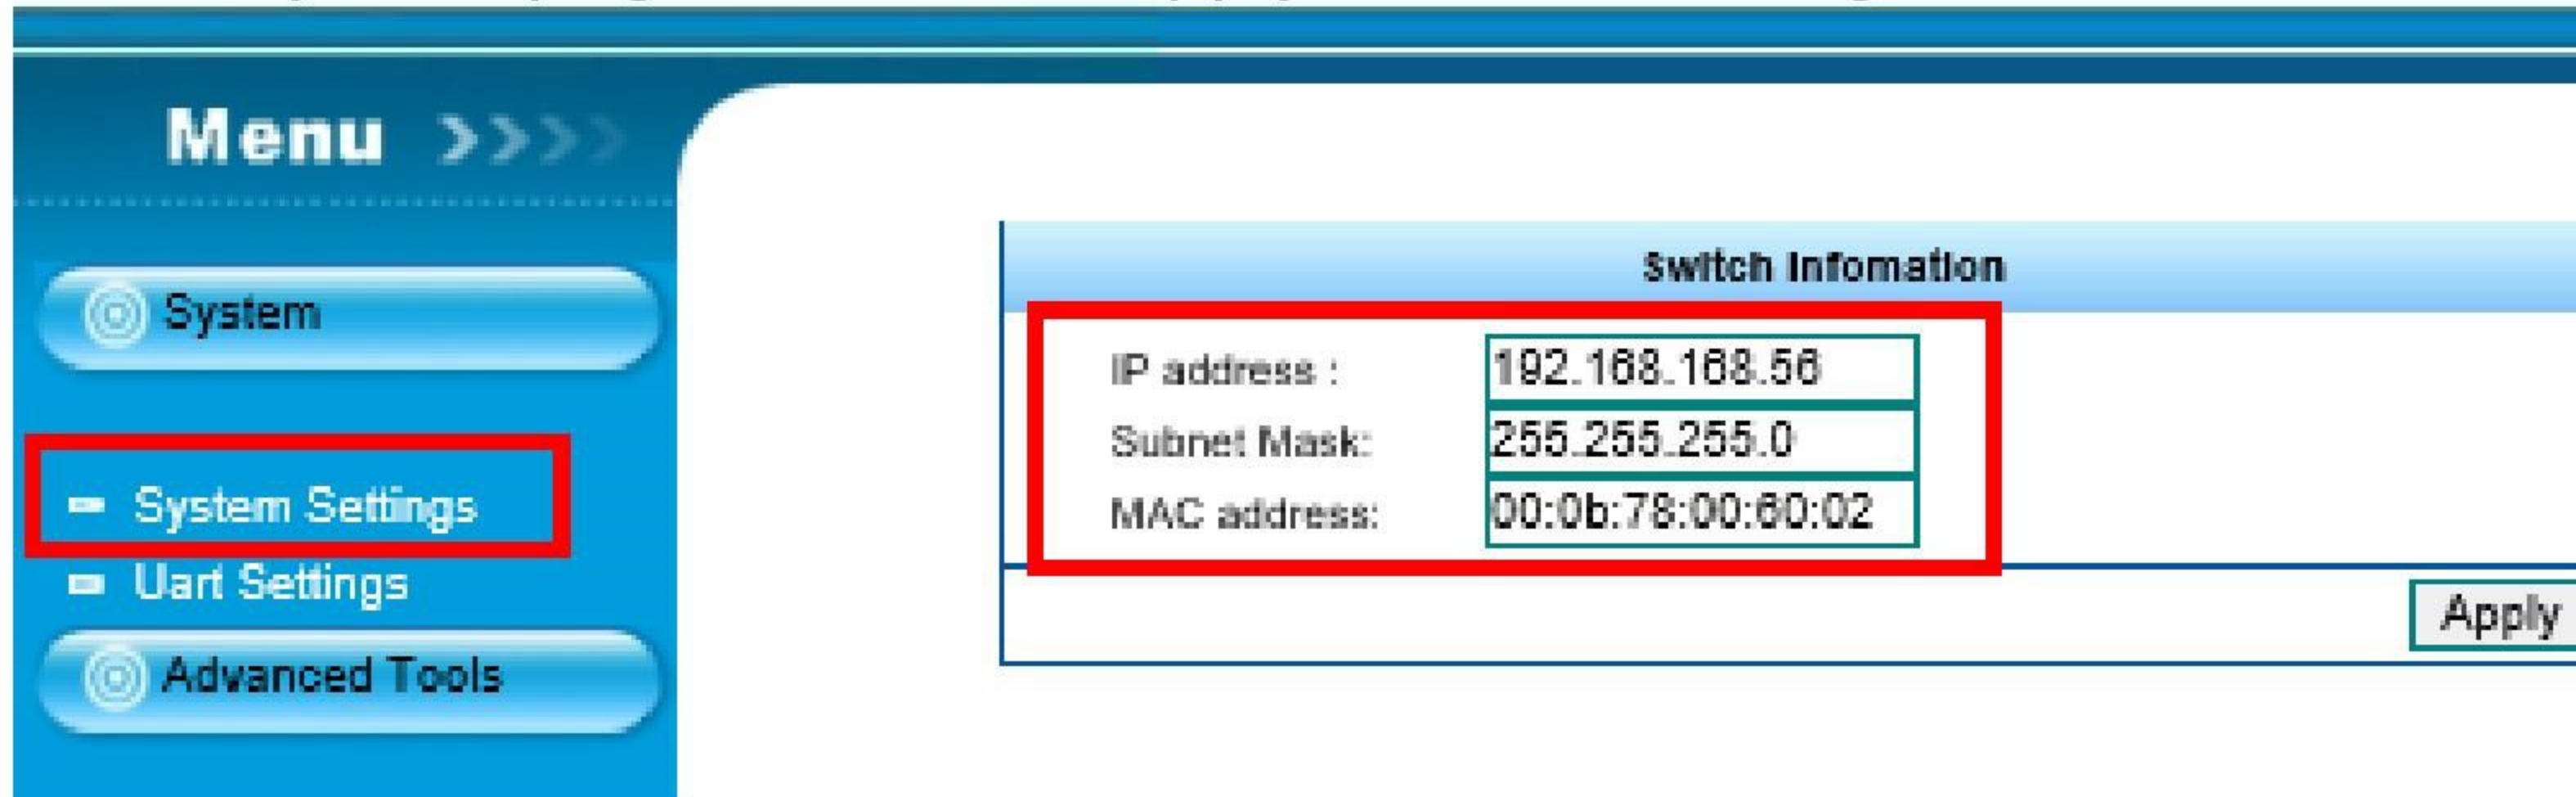 Menu >>>>
System
System Settings
Uart Settings
Advanced Tools
Switch Infomation
IP address : 192.168.168.56
Subnet Mask: 255.255.255.0
MAC address: 00:0b:78:00:60:02
Apply